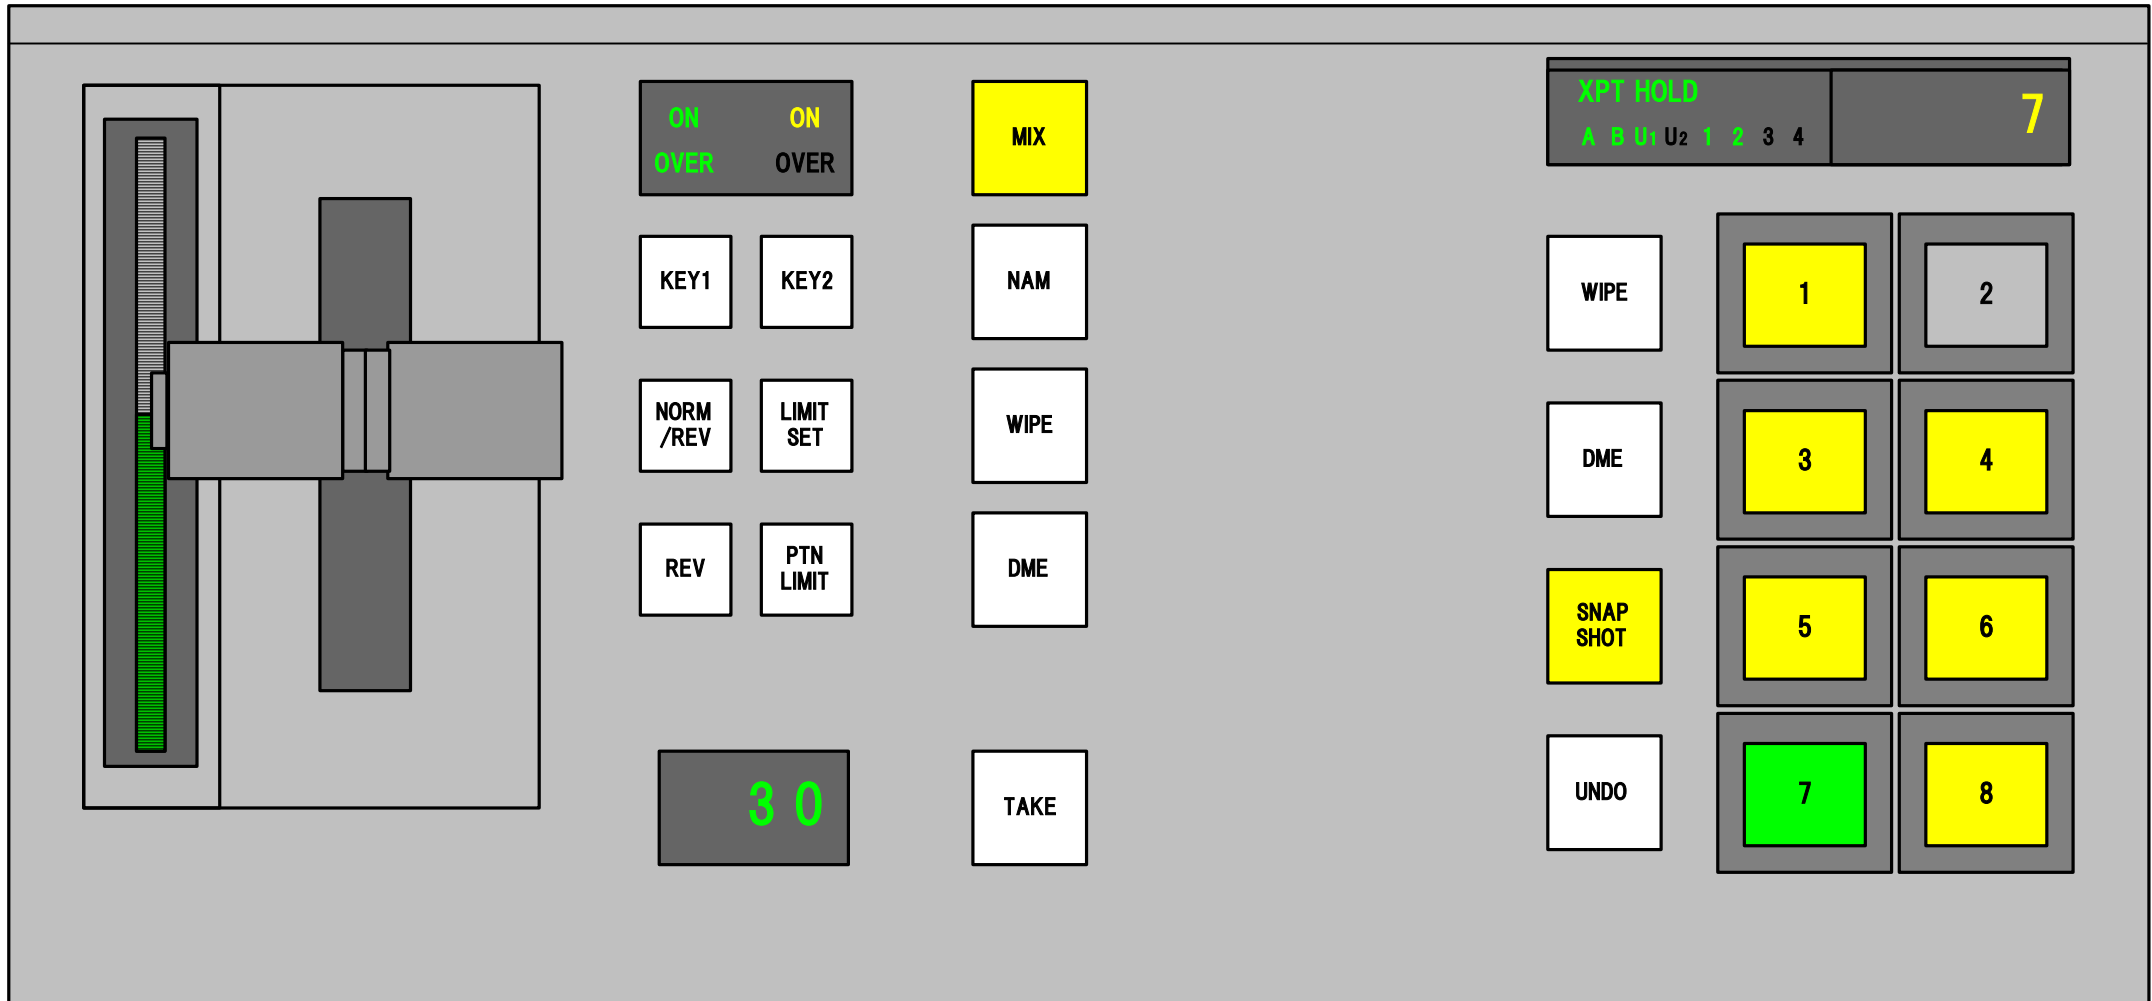 ON ON
OVER OVER
MIX
XPT HOLD
A B U1 U2 1 2 3 4
7
KEY1 KEY2
NAM
NORM
/REV
LIMIT
SET
WIPE
REV
PTN
LIMIT
DME
30
TAKE
WIPE
1 2
DME
3 4
SNAP
SHOT
5 6
UNDO
7 8